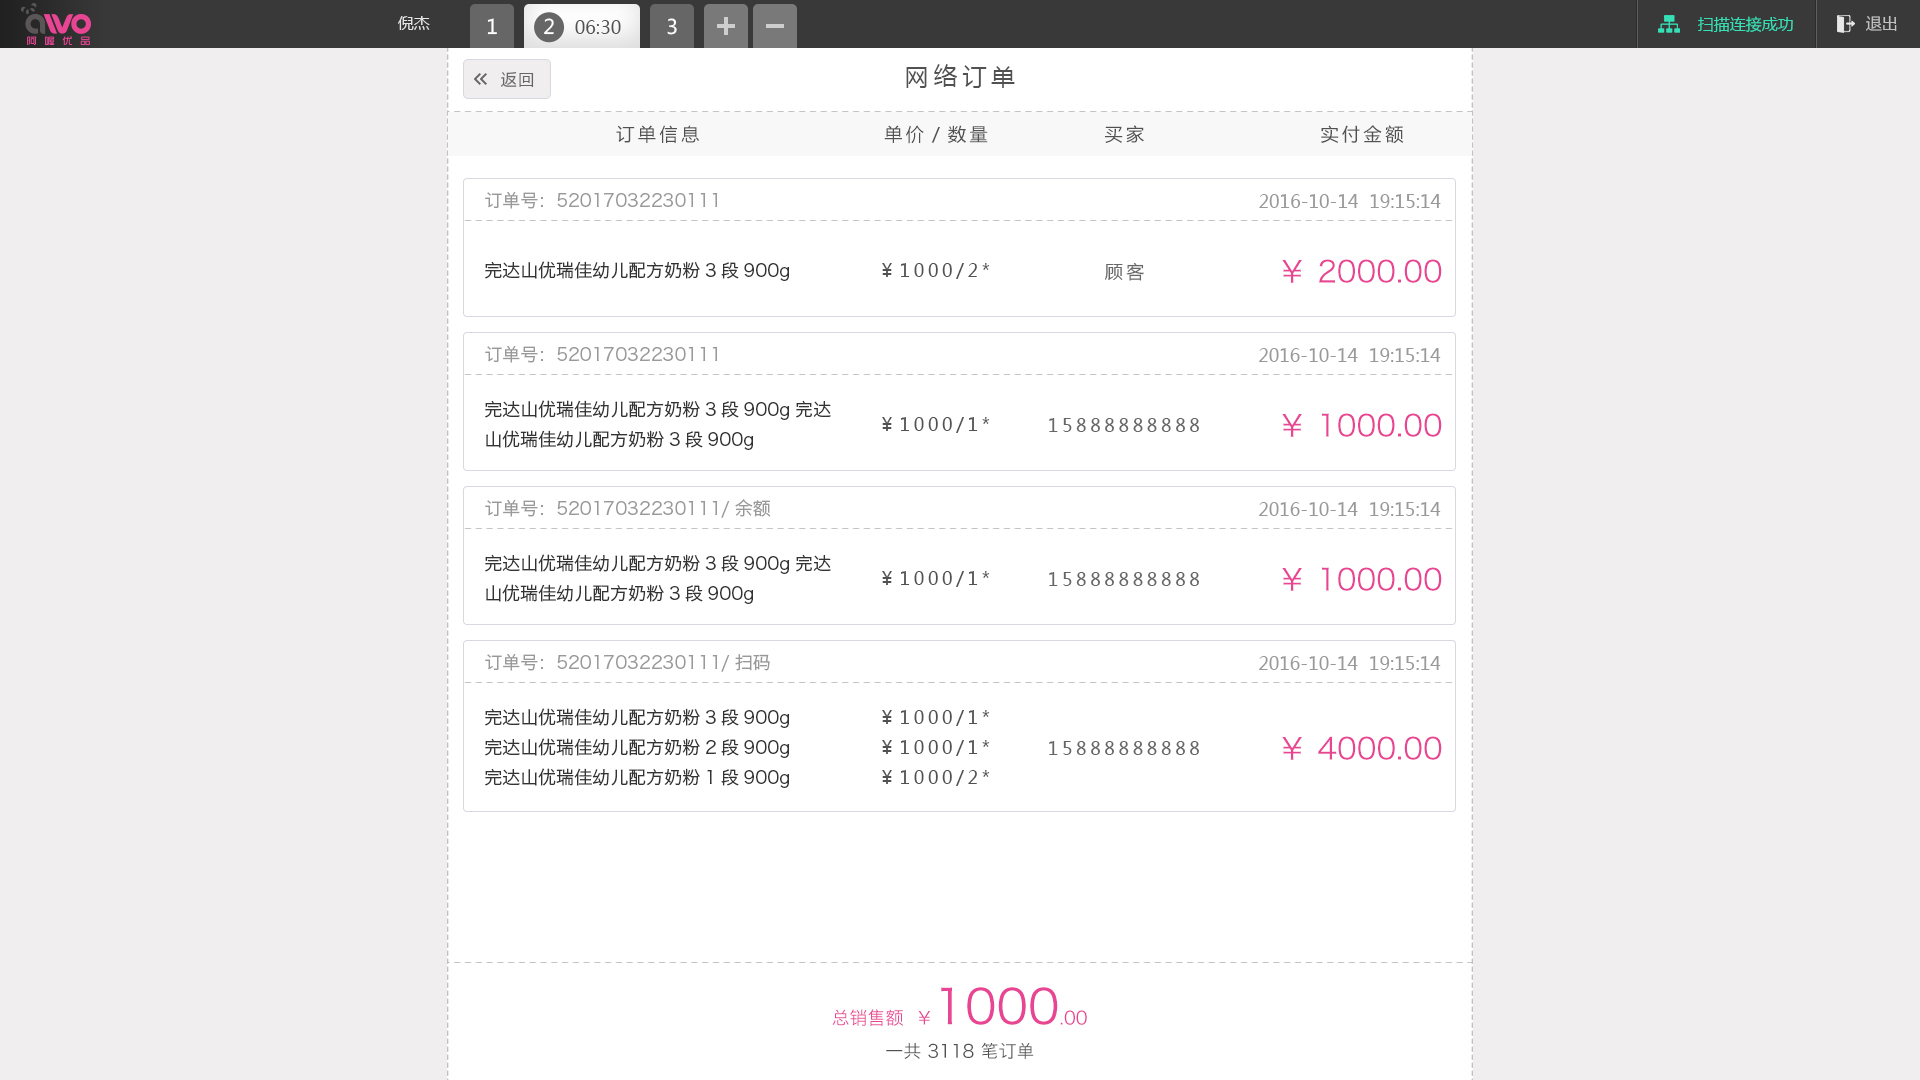 awo
阿喔优品
倪杰
1
2 06:30
3
扫描连接成功
退出
返回
网络订单
订单信息 单价 / 数量 买家 实付金额
订单号：52017032230111 2016-10-14 19:15:14
完达山优瑞佳幼儿配方奶粉 3 段 900g ¥ 1000/2* 顾客 ¥ 2000.00
订单号：52017032230111 2016-10-14 19:15:14
完达山优瑞佳幼儿配方奶粉 3 段 900g 完达
山优瑞佳幼儿配方奶粉 3 段 900g ¥ 1000/1* 15888888888 ¥ 1000.00
订单号：52017032230111/ 余额 2016-10-14 19:15:14
完达山优瑞佳幼儿配方奶粉 3 段 900g 完达
山优瑞佳幼儿配方奶粉 3 段 900g ¥ 1000/1* 15888888888 ¥ 1000.00
订单号：52017032230111/ 扫码 2016-10-14 19:15:14
完达山优瑞佳幼儿配方奶粉 3 段 900g ¥ 1000/1*
完达山优瑞佳幼儿配方奶粉 2 段 900g ¥ 1000/1* 15888888888 ¥ 4000.00
完达山优瑞佳幼儿配方奶粉 1 段 900g ¥ 1000/2*
总销售额 ¥ 1000.00
一共 3118 笔订单